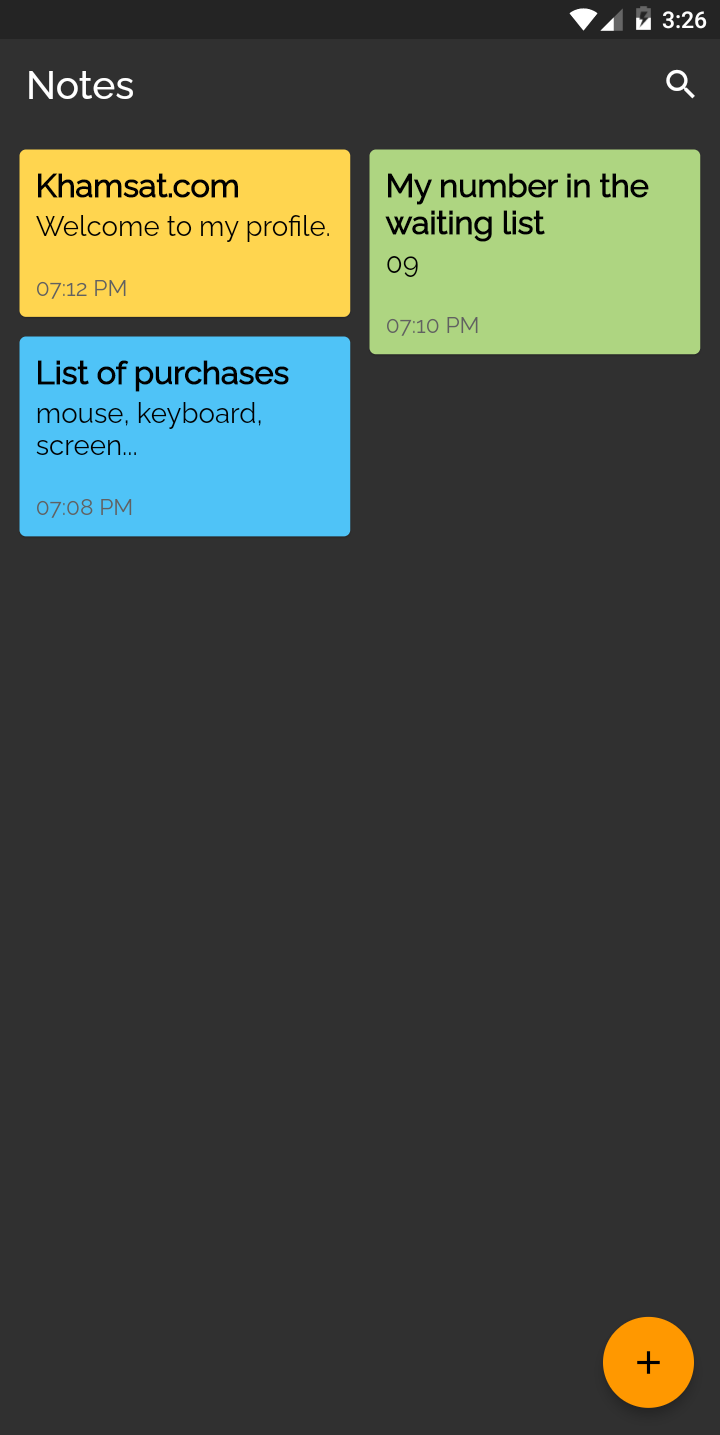 3:26
Notes
Khamsat.com
Welcome to my profile.
07:12 PM
My number in the
waiting list
09
07:10 PM
List of purchases
mouse, keyboard,
screen...
07:08 PM